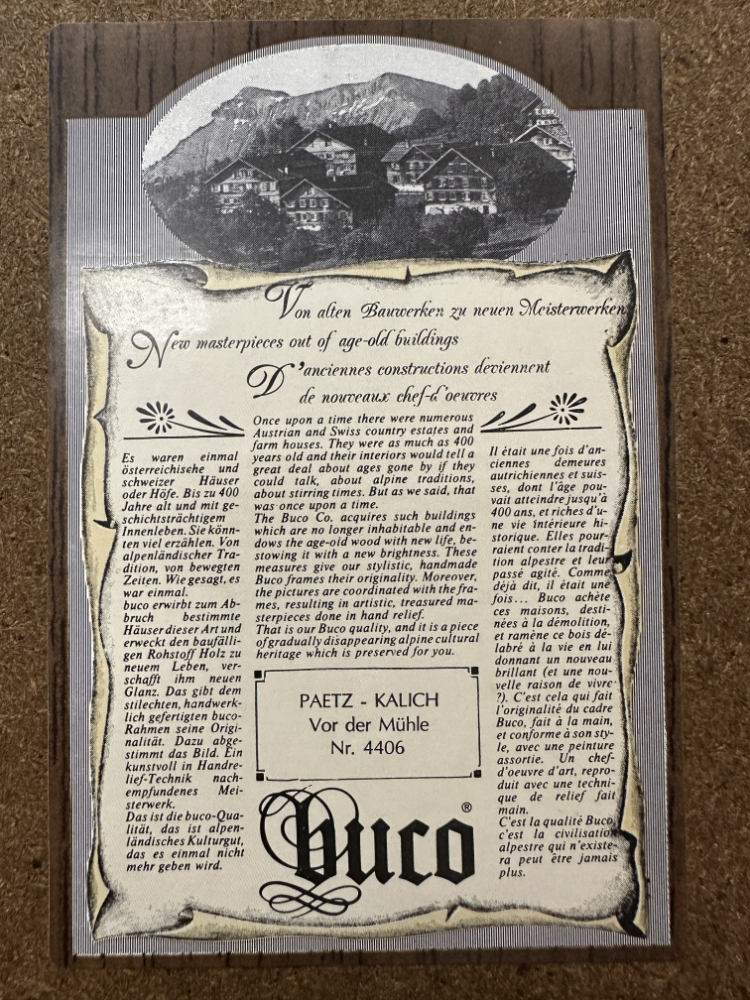 Von alten Bauwerken zu neuen Meisterwerken
New masterpieces out of age-old buildings
D'anciennes constructions deviennent
de nouveaux chef-d'oeuvres
Es waren einmal
österreichische und
schweizer Häuser
oder Höfe. Bis zu 400
Jahre alt und mit ge-
schichtsträchtigem
Innenleben. Sie könn-
ten viel erzählen. Von
alpenländischer Tra-
dition, von bewegten
Zeiten. Wie gesagt, es
war einmal.
buco erwirbt zum Ab-
bruch bestimmte
Häuser dieser Art und
erweckt den baufälli-
gen Rohstoff Holz zu
neuem Leben, ver-
schafft ihm neuen
Glanz. Das gibt dem
stilechten, handwerk-
lich gefertigten buco-
Rahmen seine Origi-
nalität. Dazu abge-
stimmt das Bild. Ein
kunstvoll in Handre-
lief-Technik nach-
empfundenes Mei-
sterwerk.
Das ist die buco-Qua-
lität, das ist alpen-
ländisches Kulturgut,
das es einmal nicht
mehr geben wird.
Once upon a time there were numerous
Austrian and Swiss country estates and
farm houses. They were as much as 400
years old and their interiors would tell a
great deal about ages gone by if they
could talk, about alpine traditions,
about stirring times. But as we said, that
was once upon a time.
The Buco Co. acquires such buildings
which are no longer inhabitable and en-
dows the age-old wood with new life, be-
stowing it with a new brightness. These
measures give our stylistic, handmade
Buco frames their originality. Moreover,
the pictures are coordinated with the fra-
mes, resulting in artistic, treasured ma-
sterpieces done in hand relief.
That is our Buco quality, and it is a piece
of gradually disappearing alpine cultural
heritage which is preserved for you.
PAETZ - KALICH
Vor der Mühle
Nr. 4406
buco®
Il était une fois d'an-
ciennes demeures
autrichiennes et suis-
ses, dont l'âge pou-
vait atteindre jusqu'à
400 ans, et riches d'u-
ne vie intérieure hi-
storique. Elles pour-
raient conter la tradi-
tion alpestre et leur
passé agité. Comme
déjà dit, il était une
fois... Buco achète
ces maisons, desti-
nées à la démolition,
et ramène ce bois dé-
labré à la vie en lui
donnant un nouveau
brillant (et une nou-
velle raison de vivre
?). C'est cela qui fait
l'originalité du cadre
Buco, fait à la main,
et conforme à son sty-
le, avec une peinture
assortie. Un chef-
d'oeuvre d'art, repro-
duit avec une techni-
que de relief fait
main.
C'est la qualité Buco,
c'est la civilisation
alpestre qui n'existe-
ra peut être jamais
plus.